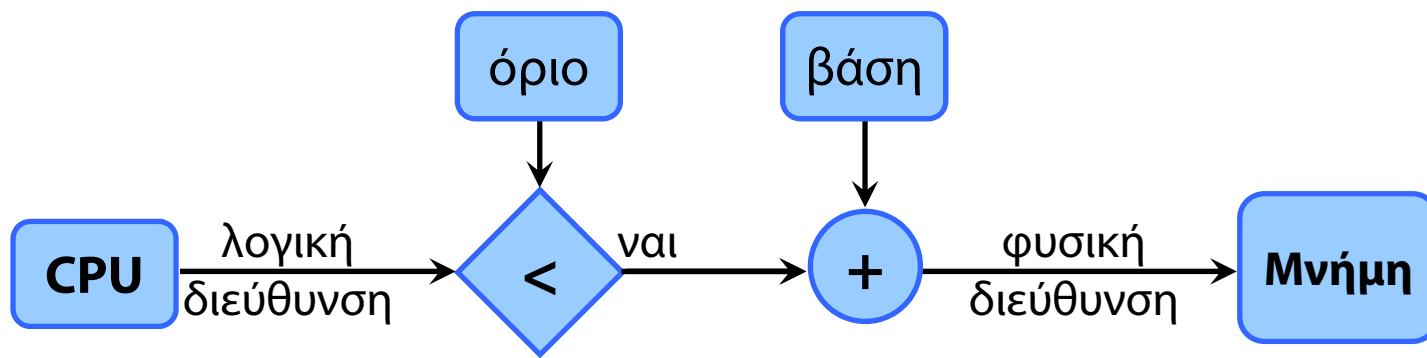 όριο
βάση
CPU
λογική
διεύθυνση
<
ναι
+
φυσική
διεύθυνση
Μνήμη